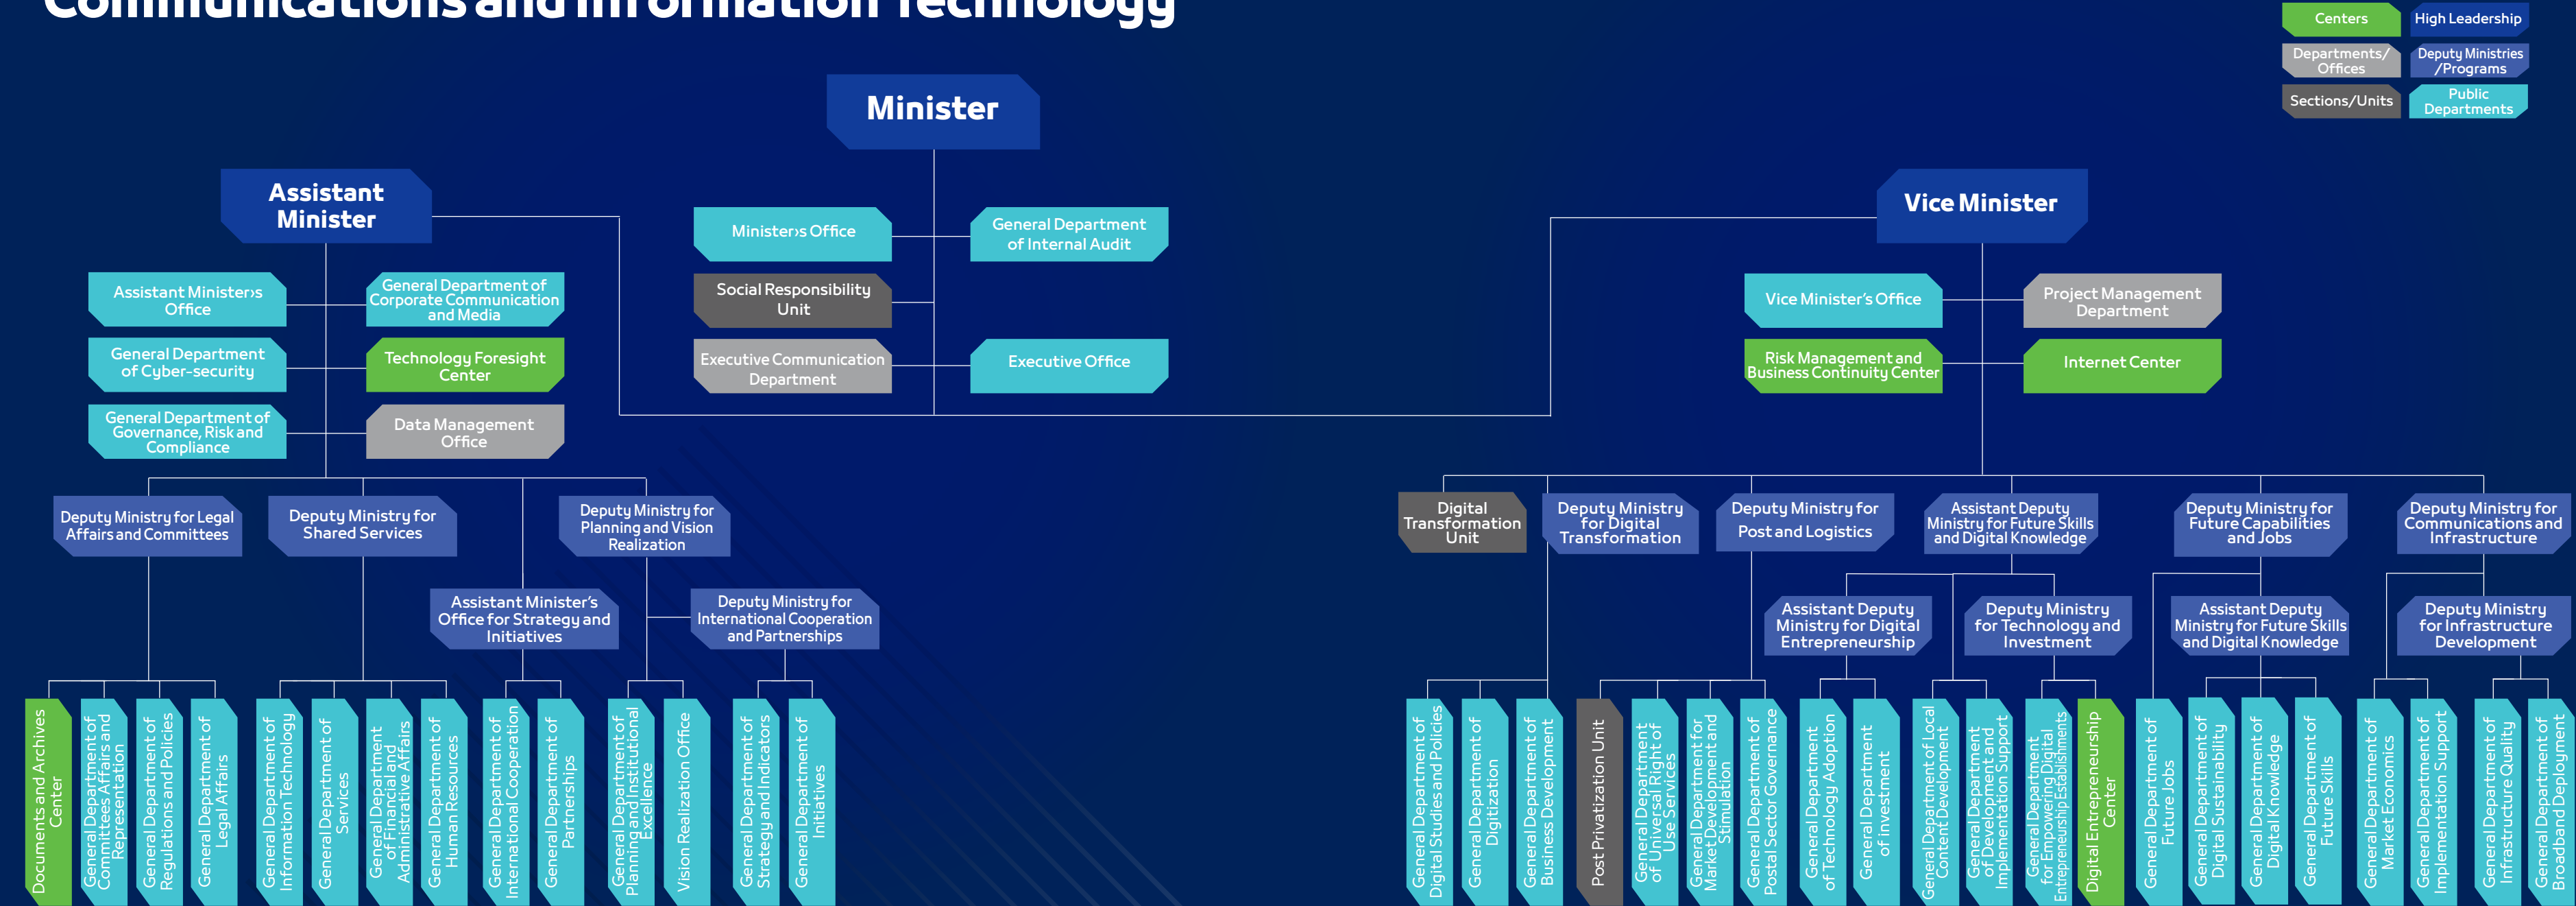 Communications and Information Technology
Centers
High Leadership
Departments/
Offices
Deputy Ministries
/Programs
Sections/Units
Public
Departments
Minister
Assistant
Minister
Vice Minister
Minister›s Office
General Department
of Internal Audit
Social Responsibility
Unit
Executive Communication
Department
Executive Office
Assistant Minister›s
Office
General Department of
Corporate Communication
and Media
General Department
of Cyber-security
Technology Foresight
Center
General Department of
Governance, Risk and
Compliance
Data Management
Office
Vice Minister's Office
Project Management
Department
Risk Management and
Business Continuity Center
Internet Center
Deputy Ministry for Legal
Affairs and Committees
Deputy Ministry for
Shared Services
Deputy Ministry for
Planning and Vision
Realization
Assistant Minister's
Office for Strategy and
Initiatives
Deputy Ministry for
International Cooperation
and Partnerships
Digital
Transformation
Unit
Deputy Ministry
for Digital
Transformation
Deputy Ministry for
Post and Logistics
Assistant Deputy
Ministry for Future Skills
and Digital Knowledge
Deputy Ministry for
Future Capabilities
and Jobs
Deputy Ministry for
Communications and
Infrastructure
Assistant Deputy
Ministry for Digital
Entrepreneurship
Deputy Ministry
for Technology and
Investment
Assistant Deputy
Ministry for Future Skills
and Digital Knowledge
Deputy Ministry
for Infrastructure
Development
Documents and Archives
Center
General Department of
Committees Affairs and
Representation
General Department of
Regulations and Policies
General Department of
Legal Affairs
General Department of
Information Technology
General Department of
Services
General Department
of Financial and
Administrative Affairs
General Department of
Human Resources
General Department of
International Cooperation
General Department of
Partnerships
General Department of
Planning and Institutional
Excellence
Vision Realization Office
General Department of
Strategy and Indicators
General Department of
Initiatives
General Department of
Digital Studies and Policies
General Department of
Digitization
General Department of
Business Development
Post Privatization Unit
General Department
of Universal Right of
Use Services
General Department for
Market Development and
Stimulation
General Department of
Postal Sector Governance
General Department
of Technology Adoption
General Department
of investment
General Department of Local
Content Development
General Department
of Development and
Implementation Support
General Department
for Empowering Digital
Entrepreneurship Establishments
Digital Entrepreneurship
Center
General Department of
Future Jobs
General Department of
Digital Sustainability
General Department of
Digital Knowledge
General Department of
Future Skills
General Department of
Market Economics
General Department of
Implementation Support
General Department of
Infrastructure Quality
General Department of
Broadband Deployment